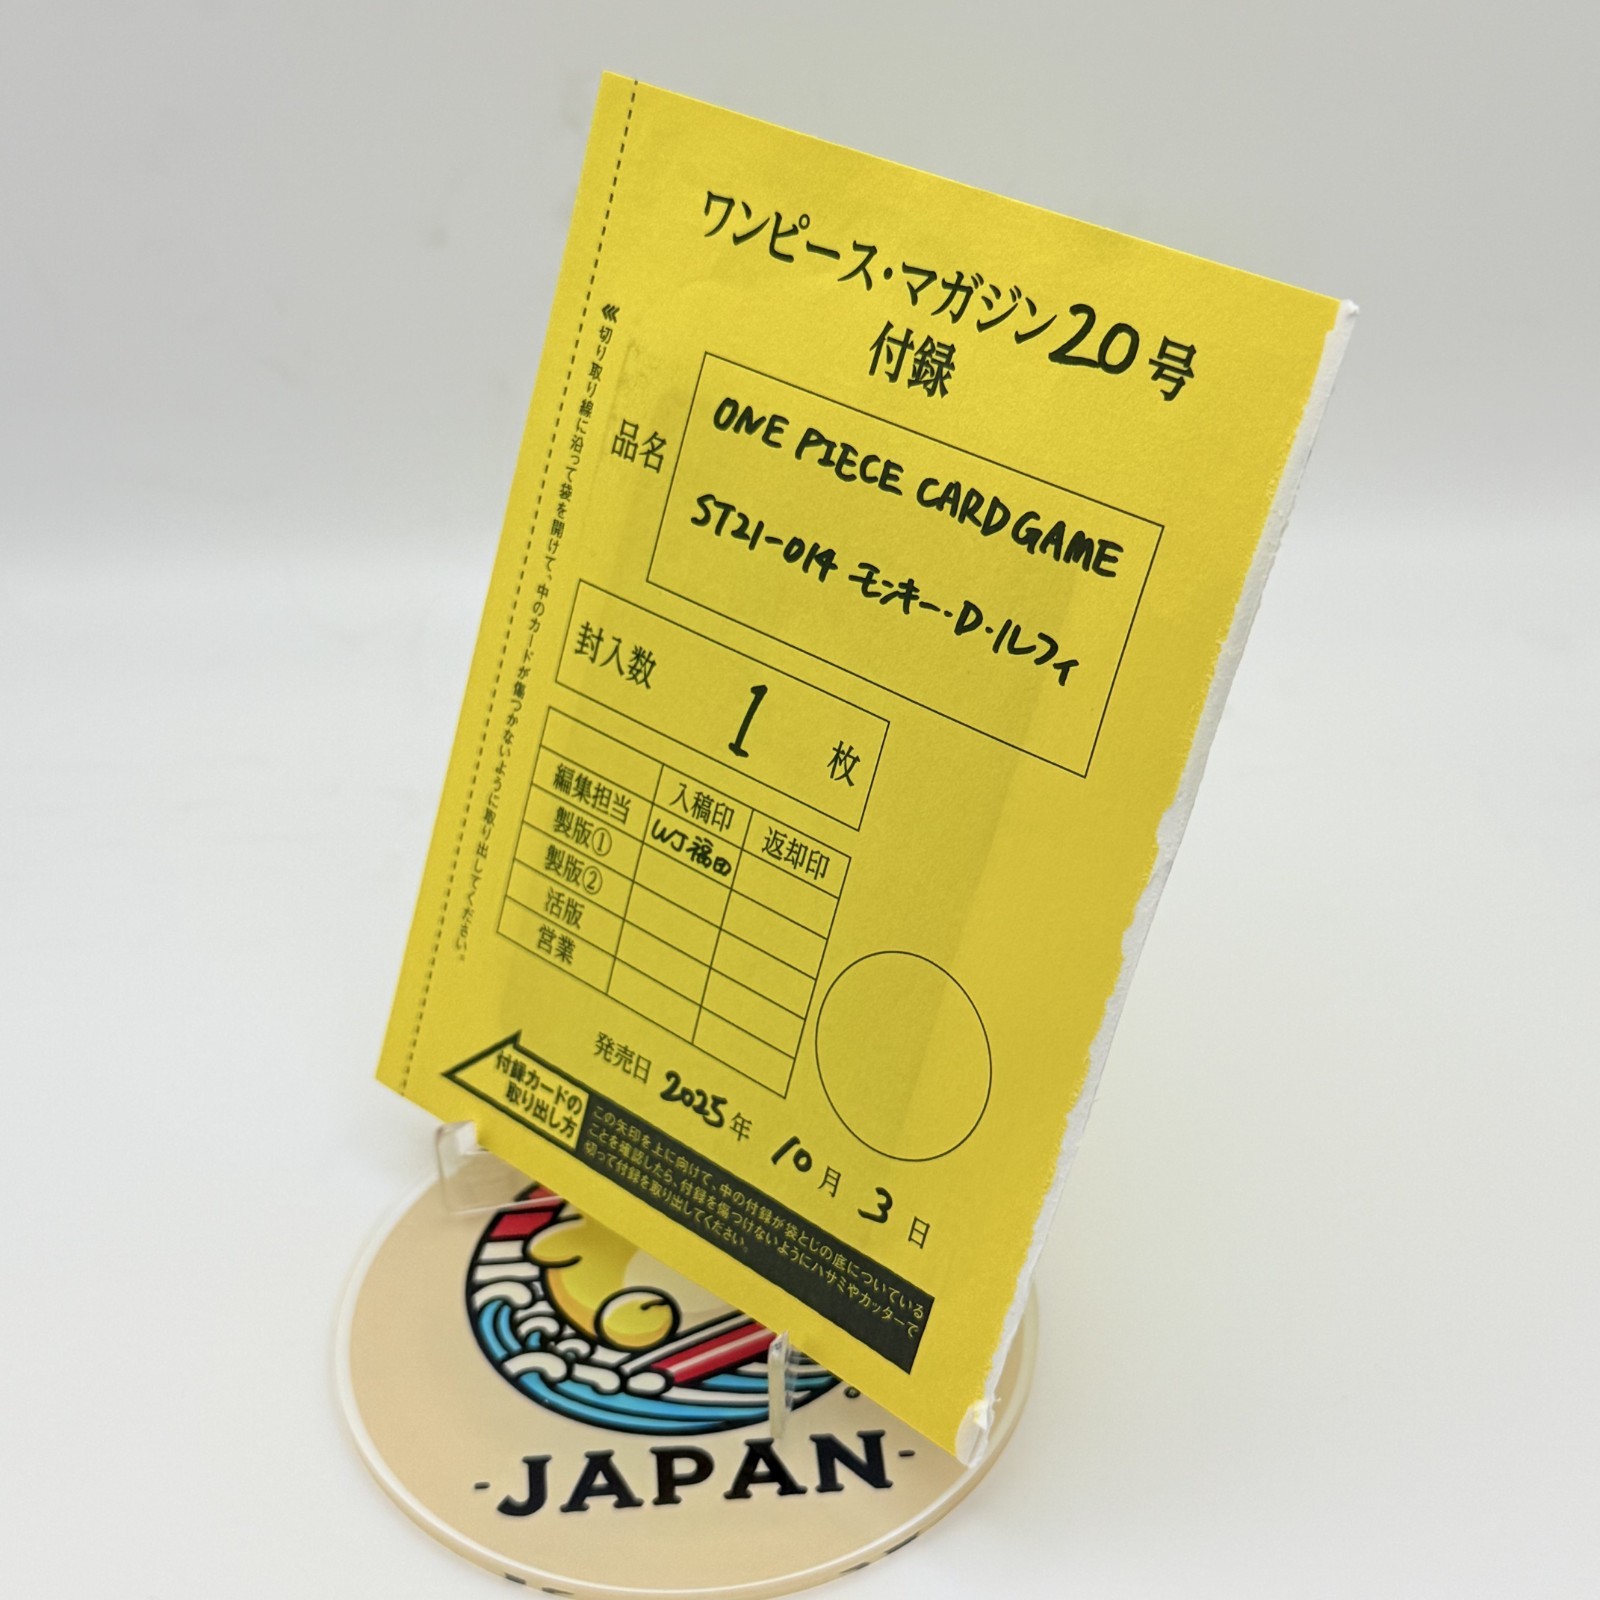 ワンピース・マガジン20号
付録
品名
ONE PIECE CARD GAME
ST21-014 モンキー・D・ルフィ
封入数 1 枚
入稿印 返却印
編集担当 WJ福田
製版①
製版②
活版
営業
発売日 2025年 10月 3日
≪切り取り線に沿って袋を開けて、中のカードが傷つかないように取り出してください。
付録カードの
取り出し方
この矢印を上に向けて、中の付録が袋とじの底についている
ことを確認したら、付録を傷つけないようにハサミやカッターで
切って付録を取り出してください。
-JAPAN-